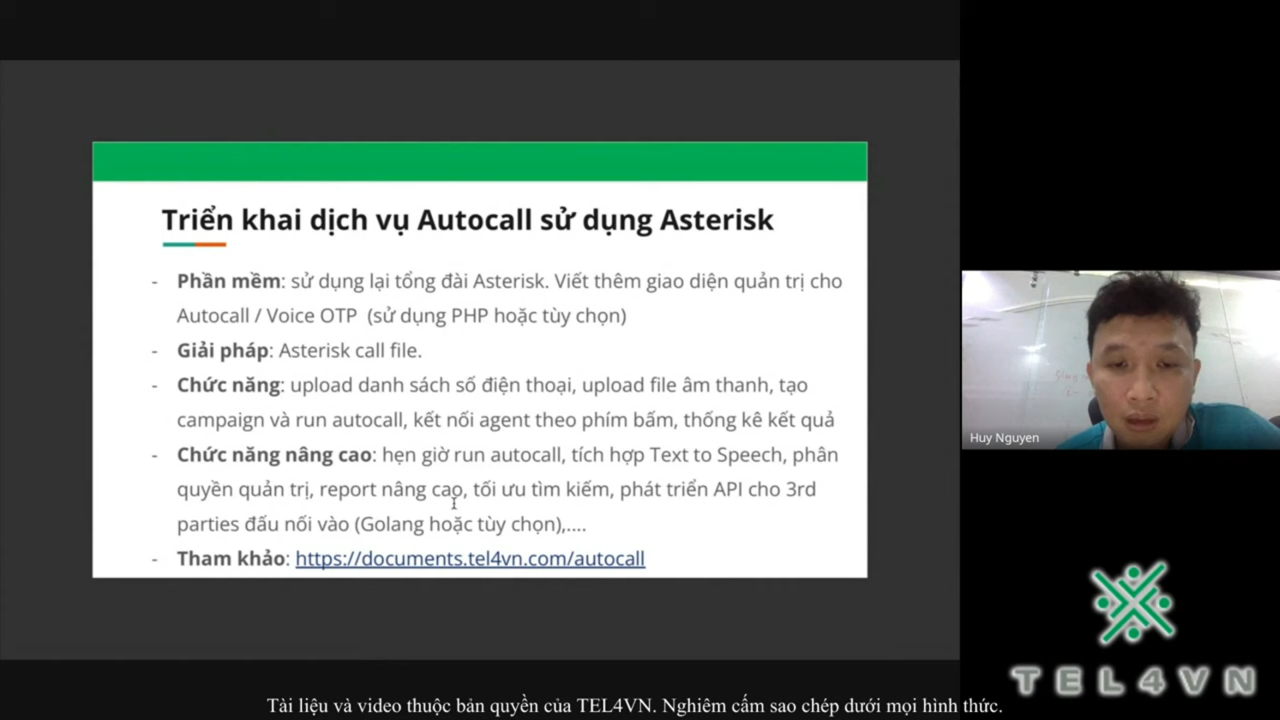 Triển khai dịch vụ Autocall sử dụng Asterisk
- Phần mềm: sử dụng lại tổng đài Asterisk. Viết thêm giao diện quản trị cho
Autocall / Voice OTP (sử dụng PHP hoặc tùy chọn)
- Giải pháp: Asterisk call file.
- Chức năng: upload danh sách số điện thoại, upload file âm thanh, tạo
campaign và run autocall, kết nối agent theo phím bấm, thống kê kết quả
- Chức năng nâng cao: hẹn giờ run autocall, tích hợp Text to Speech, phân
quyền quản trị, report nâng cao, tối ưu tìm kiếm, phát triển API cho 3rd
parties đấu nối vào (Golang hoặc tùy chọn),....
- Tham khảo: https://documents.tel4vn.com/autocall
Huy Nguyen
TEL4VN
Tài liệu và video thuộc bản quyền của TEL4VN. Nghiêm cấm sao chép dưới mọi hình thức.